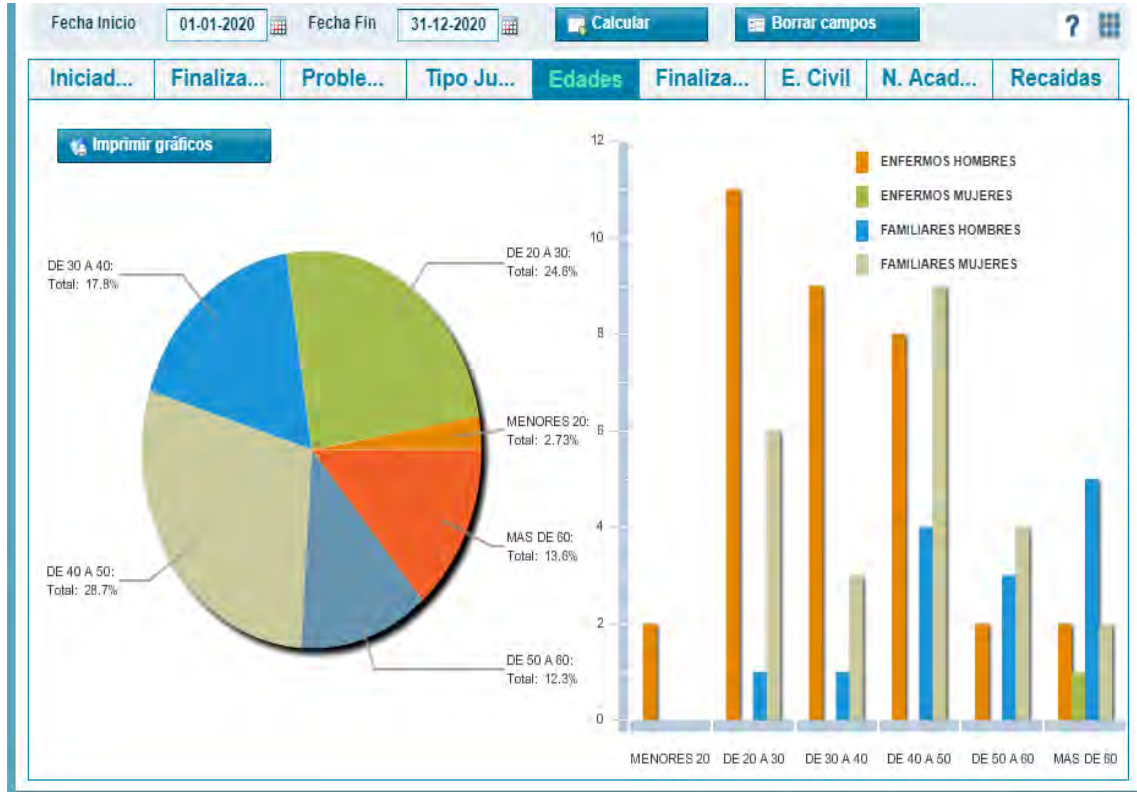 Fecha Inicio 01-01-2020 Fecha Fin 31-12-2020 Calcular Borrar campos ?
Iniciad... Finaliza... Proble... Tipo Ju... Edades Finaliza... E. Civil N. Acad... Recaidas
Imprimir gráficos
DE 30 A 40:
Total: 17.8%
DE 20 A 30:
Total: 24.6%
MENORES 20:
Total: 2.73%
MAS DE 60:
Total: 13.6%
DE 40 A 50:
Total: 28.7%
DE 50 A 60:
Total: 12.3%
12
10
8
6
4
2
0
ENFERMOS HOMBRES
ENFERMOS MUJERES
FAMILIARES HOMBRES
FAMILIARES MUJERES
MENORES 20 DE 20 A 30 DE 30 A 40 DE 40 A 50 DE 50 A 60 MAS DE 60